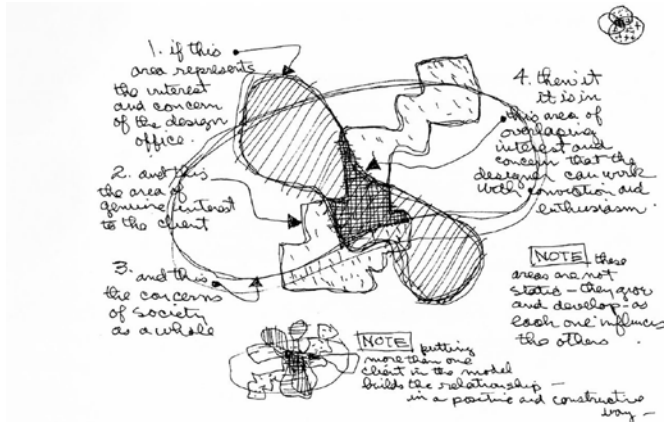 1. if this
area represents
the interest
and concern
of the design
office.
2. and this
the area of
genuine interest
to the client
3. and this
the concerns
of society
as a whole
4. then it
it is in
this area of
overlaping
interest and
concern that the
designer can work
with conviction and
enthusiasm
NOTE these
areas are not
static — they grow
and develop — as
each one influences
the others
NOTE putting
more than one
client in the model
builds the relationship —
in a positive and constructive
way —